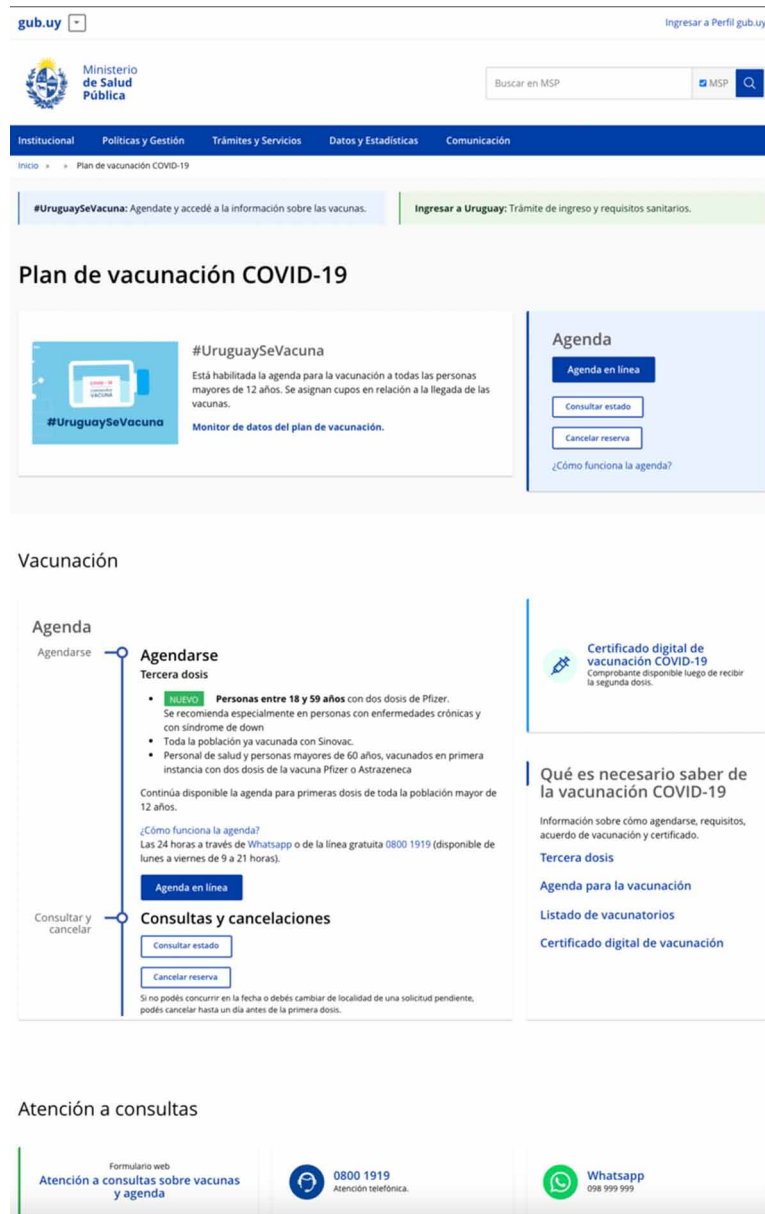 gub.uy
Ingresar a Perfil gub.uy
Ministerio
de Salud
Pública
Buscar en MSP
MSP
Institucional
Políticas y Gestión
Trámites y Servicios
Datos y Estadísticas
Comunicación
Inicio » » Plan de vacunación COVID-19
#UruguaySeVacuna: Agendate y accedé a la información sobre las vacunas.
Ingresar a Uruguay: Trámite de ingreso y requisitos sanitarios.
Plan de vacunación COVID-19
#UruguaySeVacuna
#UruguaySeVacuna
Está habilitada la agenda para la vacunación a todas las personas
mayores de 12 años. Se asignan cupos en relación a la llegada de las
vacunas.
Monitor de datos del plan de vacunación.
Agenda
Agenda en línea
Consultar estado
Cancelar reserva
¿Cómo funciona la agenda?
Vacunación
Agenda
Agendarse
Agendarse
Tercera dosis
• NUEVO Personas entre 18 y 59 años con dos dosis de Pfizer.
Se recomienda especialmente en personas con enfermedades crónicas y
con síndrome de down
• Toda la población ya vacunada con Sinovac.
• Personal de salud y personas mayores de 60 años, vacunados en primera
instancia con dos dosis de la vacuna Pfizer o Astrazeneca
Continúa disponible la agenda para primeras dosis de toda la población mayor de
12 años.
¿Cómo funciona la agenda?
Las 24 horas a través de Whatsapp o de la línea gratuita 0800 1919 (disponible de
lunes a viernes de 9 a 21 horas).
Agenda en línea
Consultar y
cancelar
Consultas y cancelaciones
Consultar estado
Cancelar reserva
Si no podés concurrir en la fecha o debés cambiar de localidad de una solicitud pendiente,
podés cancelar hasta un día antes de la primera dosis.
Certificado digital de
vacunación COVID-19
Comprobante disponible luego de recibir
la segunda dosis.
Qué es necesario saber de
la vacunación COVID-19
Información sobre cómo agendarse, requisitos,
acuerdo de vacunación y certificado.
Tercera dosis
Agenda para la vacunación
Listado de vacunatorios
Certificado digital de vacunación
Atención a consultas
Formulario web
Atención a consultas sobre vacunas
y agenda
0800 1919
Atención telefónica.
Whatsapp
098 999 999